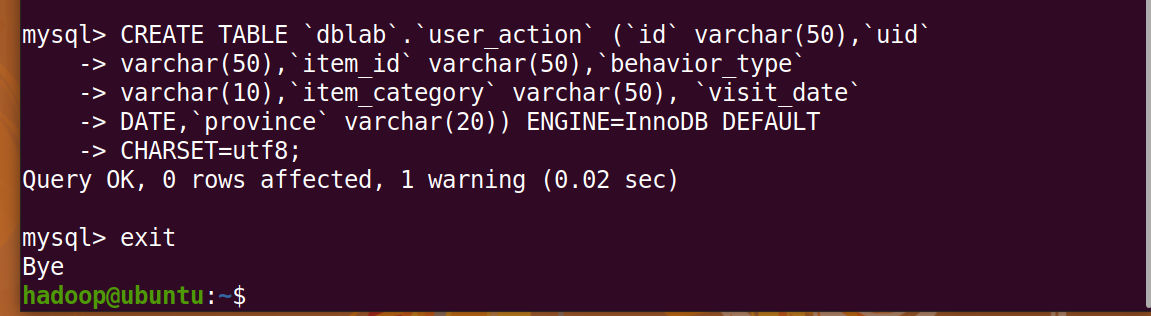 mysql> CREATE TABLE `dblab`.`user_action` (`id` varchar(50),`uid`
    -> varchar(50),`item_id` varchar(50),`behavior_type`
    -> varchar(10),`item_category` varchar(50), `visit_date`
    -> DATE,`province` varchar(20)) ENGINE=InnoDB DEFAULT
    -> CHARSET=utf8;
Query OK, 0 rows affected, 1 warning (0.02 sec)
mysql> exit
Bye
hadoop@ubuntu:~$